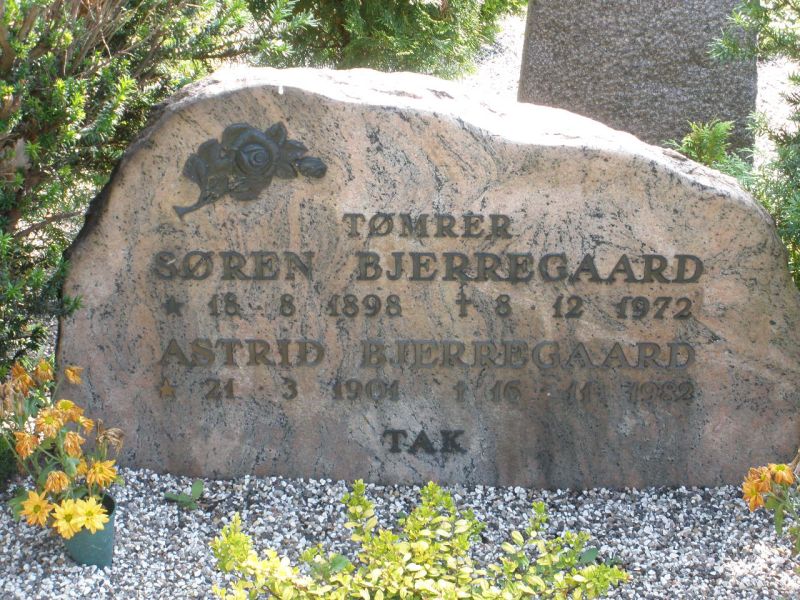 TØMRER
SØREN BJERREGAARD
★ 18 - 8 1898 † 8 - 12 1972
ASTRID BJERREGAARD
★ 21 - 3 1901 † 16 - 11 1982
TAK